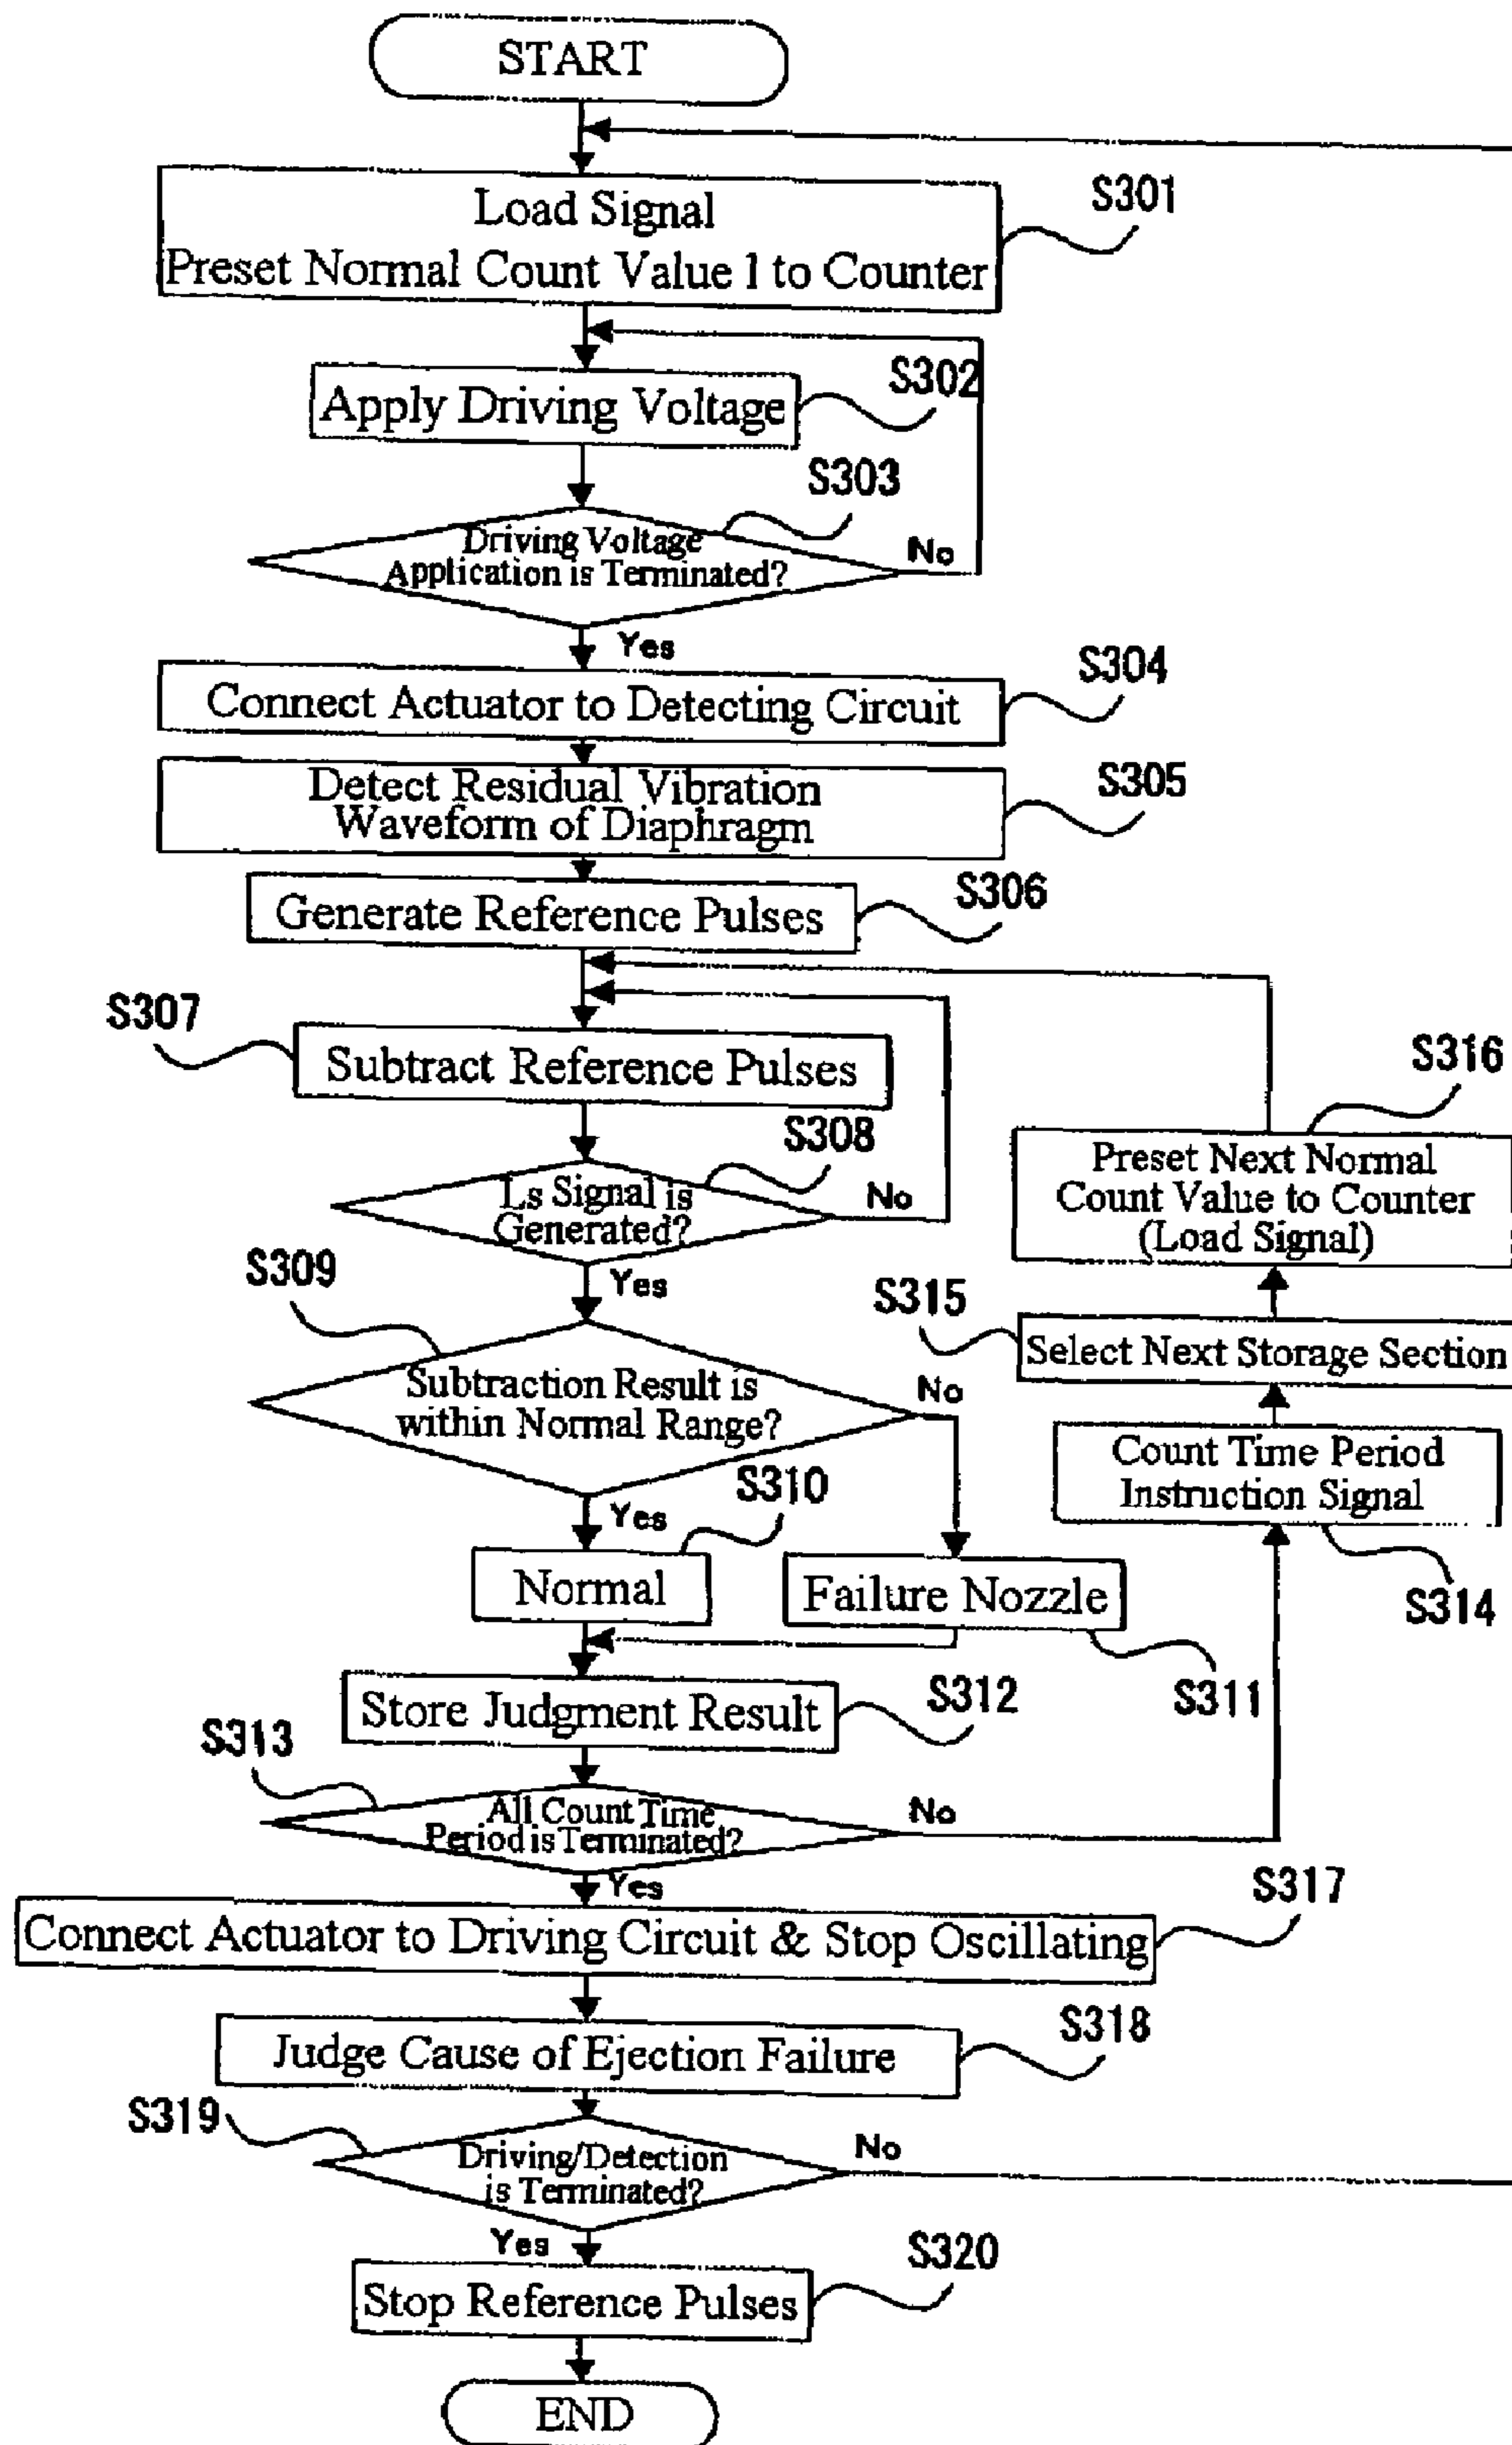 START
S301
Load Signal
Preset Normal Count Value 1 to Counter
S302
Apply Driving Voltage
S303
Driving Voltage
Application is Terminated?
No
Yes
S304
Connect Actuator to Detecting Circuit
S305
Detect Residual Vibration
Waveform of Diaphragm
S306
Generate Reference Pulses
S307
Subtract Reference Pulses
S308
Ls Signal is
Generated?
No
Yes
S309
Subtraction Result is
within Normal Range?
No
Yes
S310
Normal
Failure Nozzle
S311
S312
Store Judgment Result
S313
All Count Time
Period is Terminated?
No
Yes
S316
Preset Next Normal
Count Value to Counter
(Load Signal)
S315
Select Next Storage Section
Count Time Period
Instruction Signal
S314
S317
Connect Actuator to Driving Circuit & Stop Oscillating
S318
Judge Cause of Ejection Failure
S319
Driving/Detection
is Terminated?
No
Yes
S320
Stop Reference Pulses
END